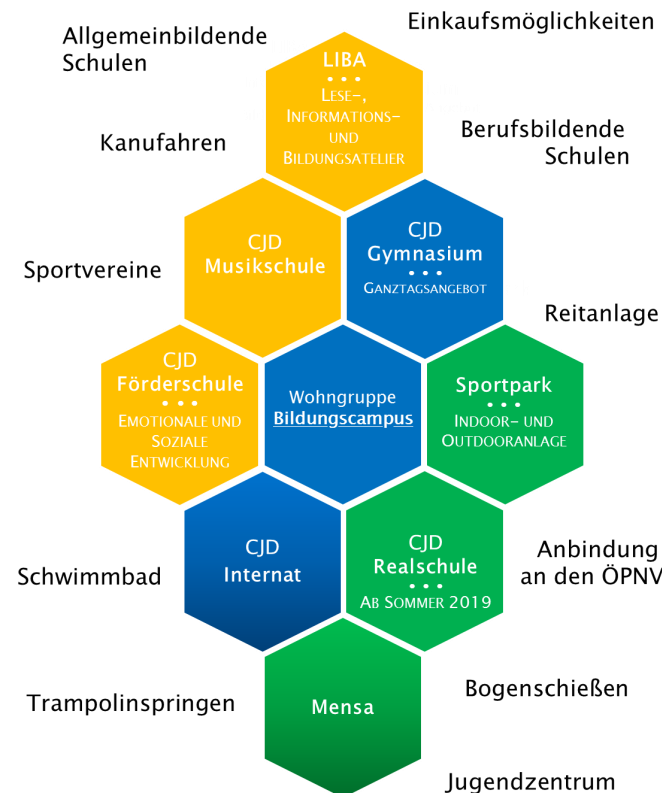 Einkaufsmöglichkeiten
Allgemeinbildende
Schulen
LIBA
Lese-,
Informations-
und
Bildungsatelier
Kanufahren
Berufsbildende
Schulen
CJD
Musikschule
CJD
Gymnasium
Ganztagsangebot
Sportvereine
Reitanlage
CJD
Förderschule
Emotionale und
Soziale
Entwicklung
Wohngruppe
Bildungscampus
Sportpark
Indoor- und
Outdooranlage
Schwimmbad
CJD
Internat
CJD
Realschule
Ab Sommer 2019
Anbindung
an den ÖPNV
Trampolinspringen
Mensa
Bogenschießen
Jugendzentrum